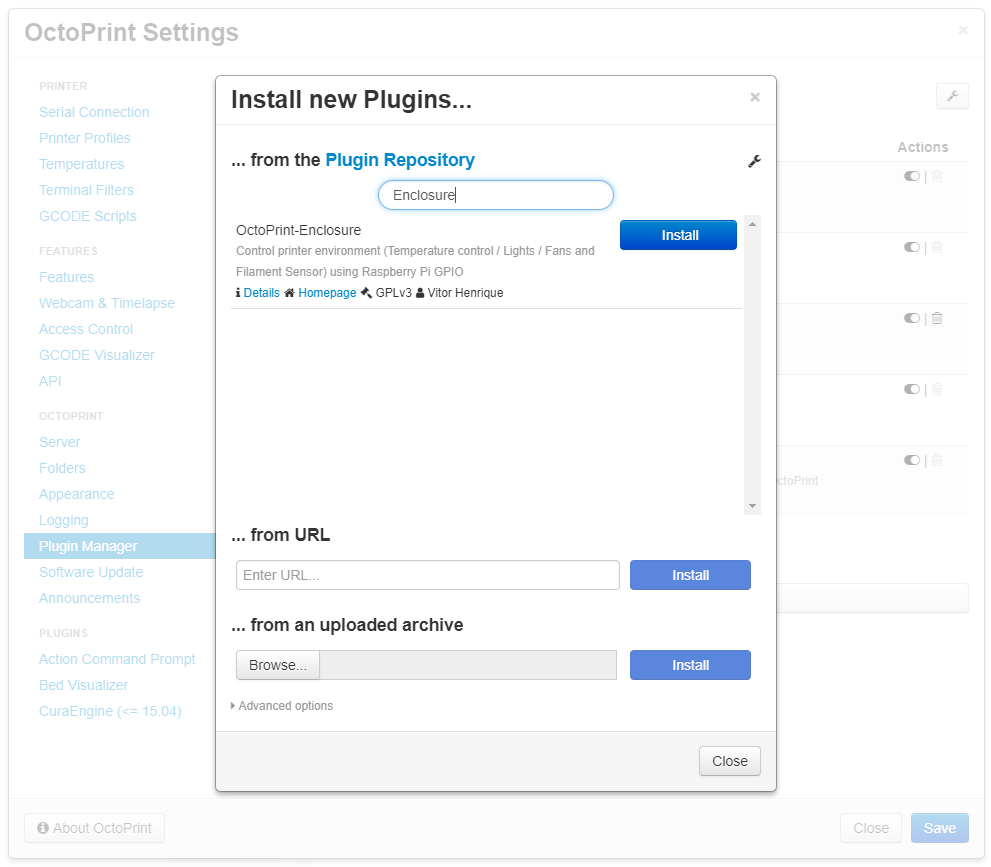 OctoPrint Settings
PRINTER
Serial Connection
Printer Profiles
Temperatures
Terminal Filters
GCODE Scripts
FEATURES
Features
Webcam & Timelapse
Access Control
GCODE Visualizer
API
OCTOPRINT
Server
Folders
Appearance
Logging
Plugin Manager
Software Update
Announcements
PLUGINS
Action Command Prompt
Bed Visualizer
CuraEngine (<= 15.04)
Install new Plugins...
... from the Plugin Repository
Enclosure
OctoPrint-Enclosure
Install
Control printer environment (Temperature control / Lights / Fans and
Filament Sensor) using Raspberry Pi GPIO
Details Homepage GPLv3 Vitor Henrique
... from URL
Enter URL...
Install
... from an uploaded archive
Browse...
Install
Advanced options
Close
Actions
|
|
|
|
|
ctoPrint
About OctoPrint
Close
Save